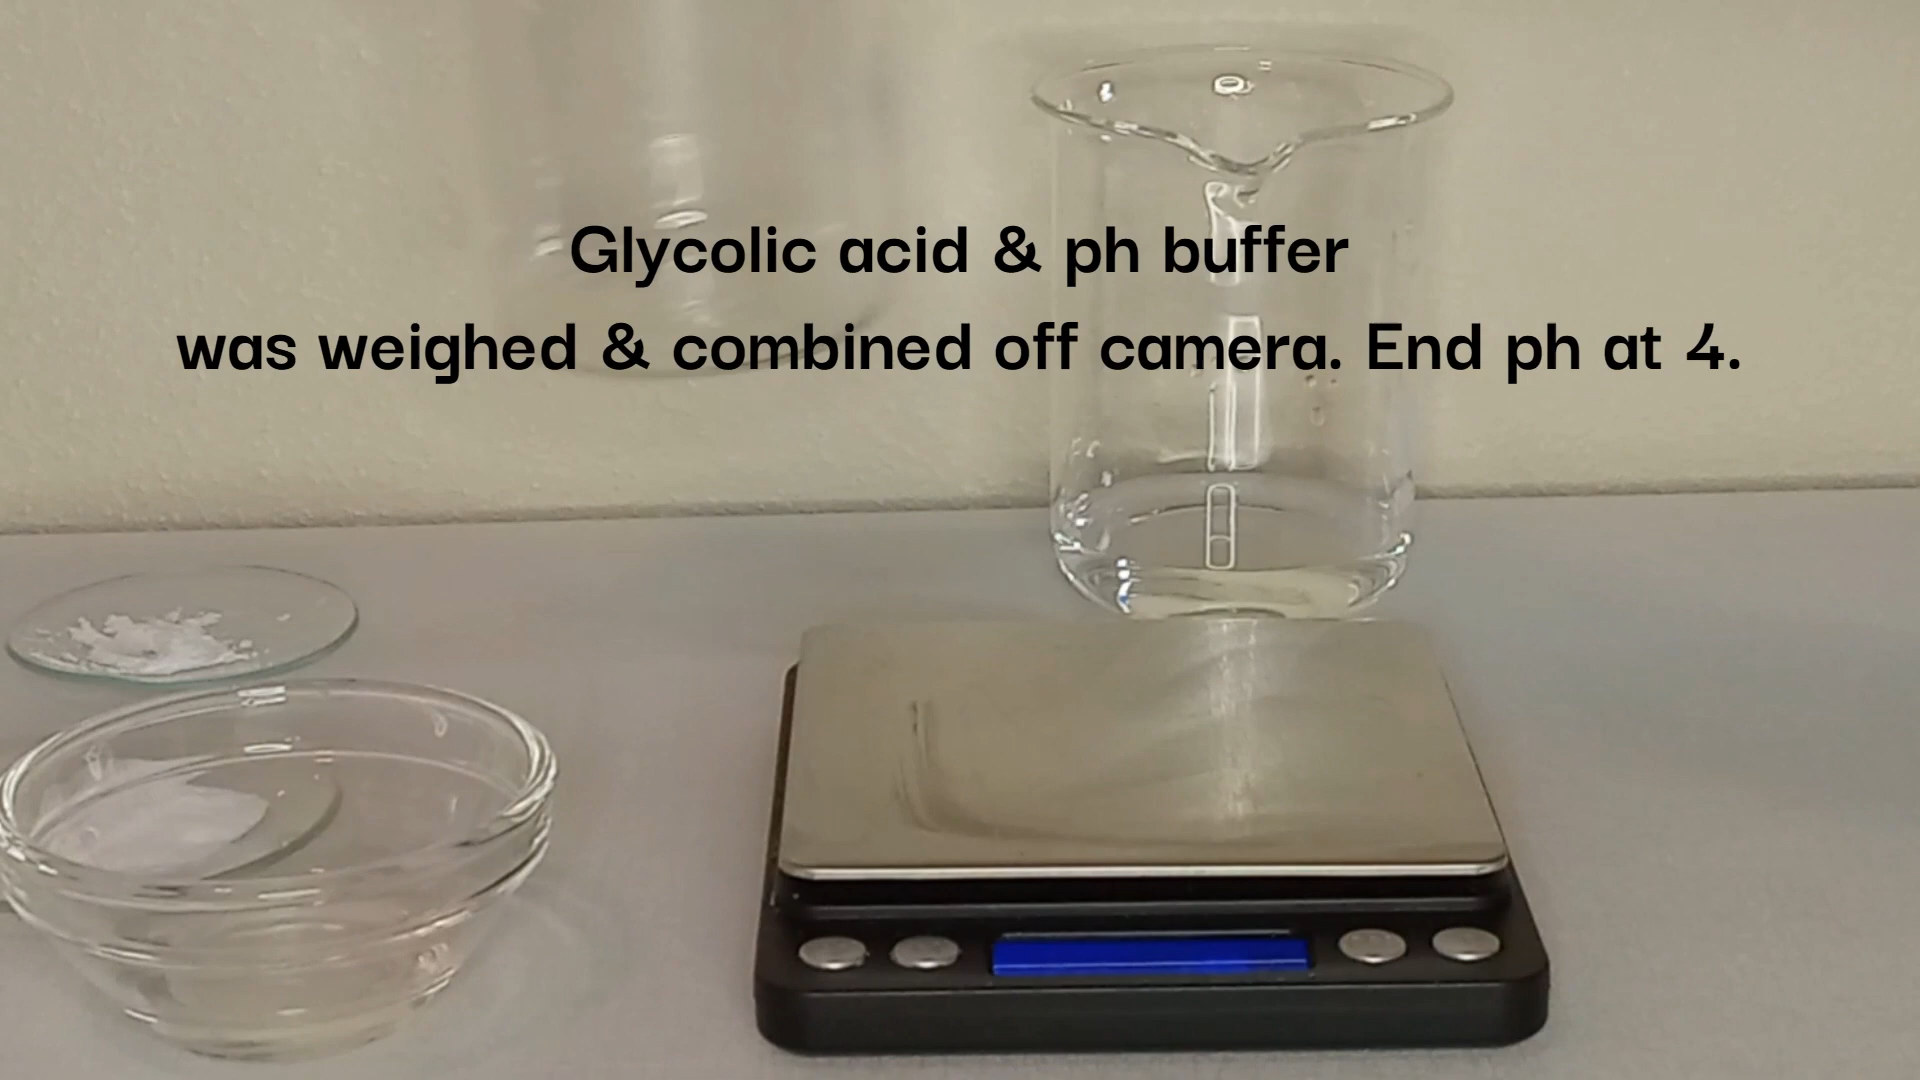 Glycolic acid & ph buffer
was weighed & combined off camera. End ph at 4.